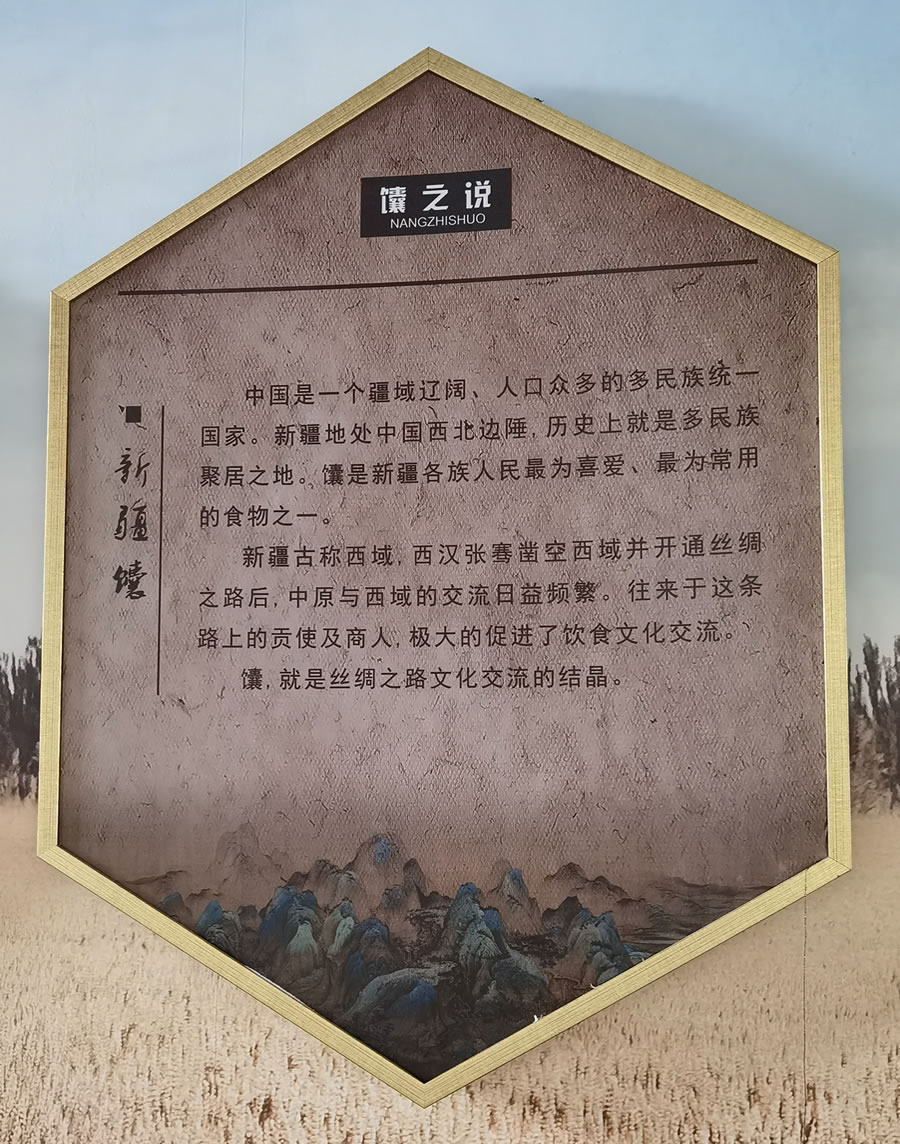 馕之说
NANGZHISHUO
新疆馕
中国是一个疆域辽阔、人口众多的多民族统一
国家。新疆地处中国西北边陲,历史上就是多民族
聚居之地。馕是新疆各族人民最为喜爱、最为常用
的食物之一。
新疆古称西域,西汉张骞凿空西域并开通丝绸
之路后,中原与西域的交流日益频繁。往来于这条
路上的贡使及商人,极大的促进了饮食文化交流。
馕,就是丝绸之路文化交流的结晶。